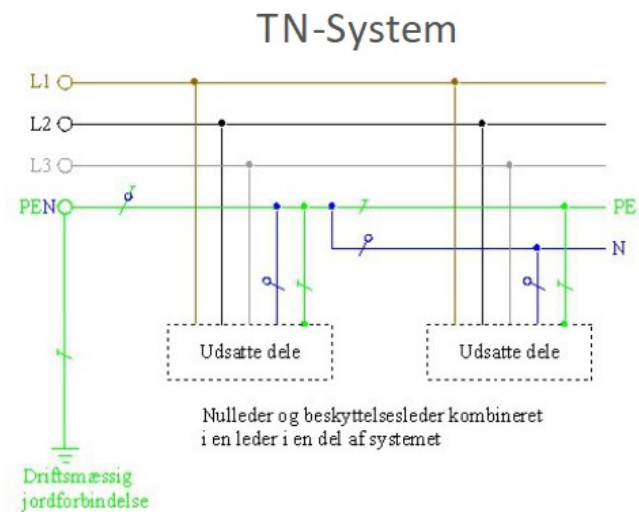 TN-System
L1
L2
L3
PEN
PE
N
Udsatte dele
Udsatte dele
Nulleder og beskyttelsesleder kombineret
i en leder i en del af systemet
Driftsmæssig
jordforbindelse